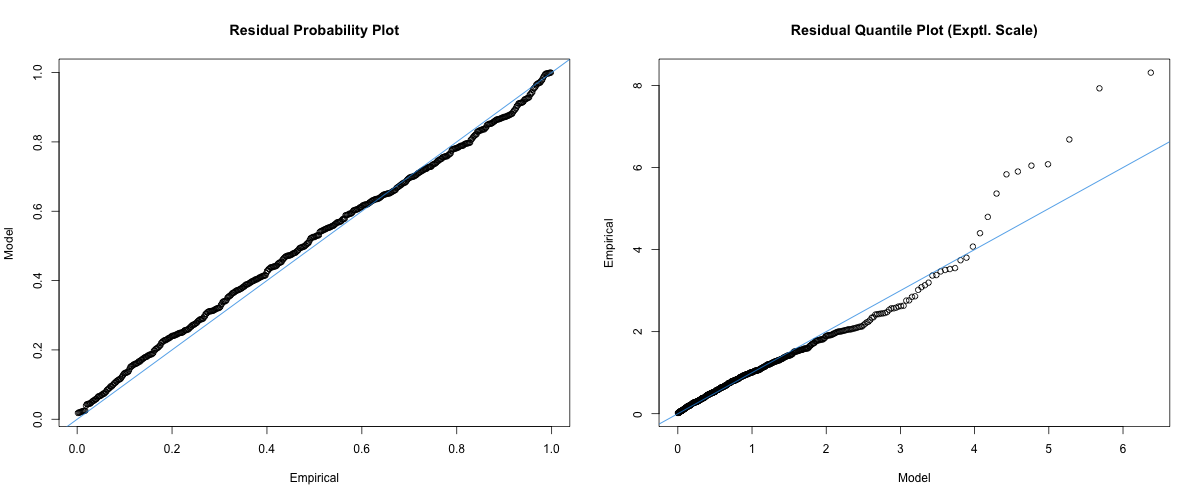 Residual Probability Plot
Model
1.0
0.8
0.6
0.4
0.2
0.0
0.0 0.2 0.4 0.6 0.8 1.0
Empirical
Residual Quantile Plot (Exptl. Scale)
Empirical
8
6
4
2
0
0 1 2 3 4 5 6
Model